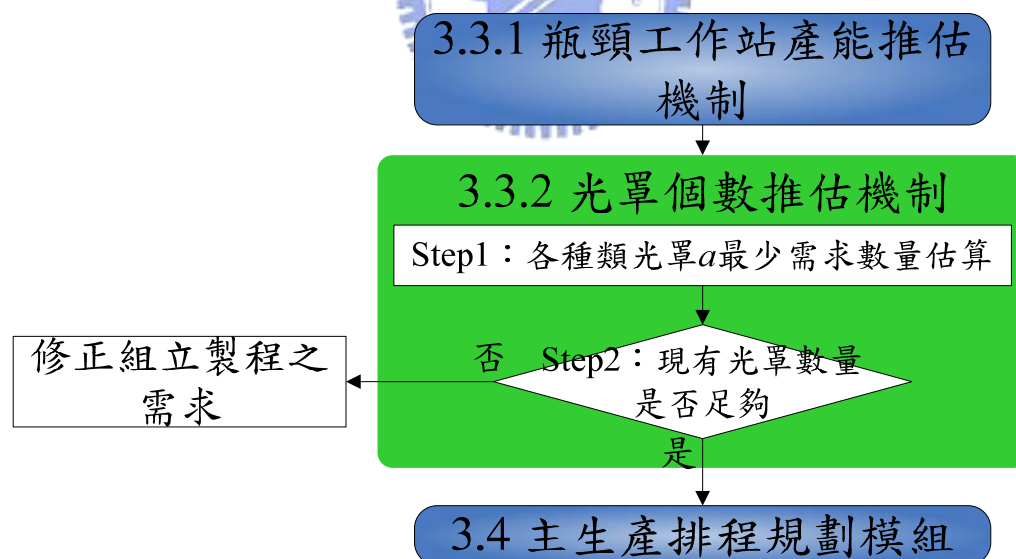 3.3.1 瓶頸工作站產能推估
機制
3.3.2 光罩個數推估機制
Step1：各種類光罩a最少需求數量估算
修正組立製程之
需求
否
Step2：現有光罩數量
是否足夠
是
3.4 主生產排程規劃模組